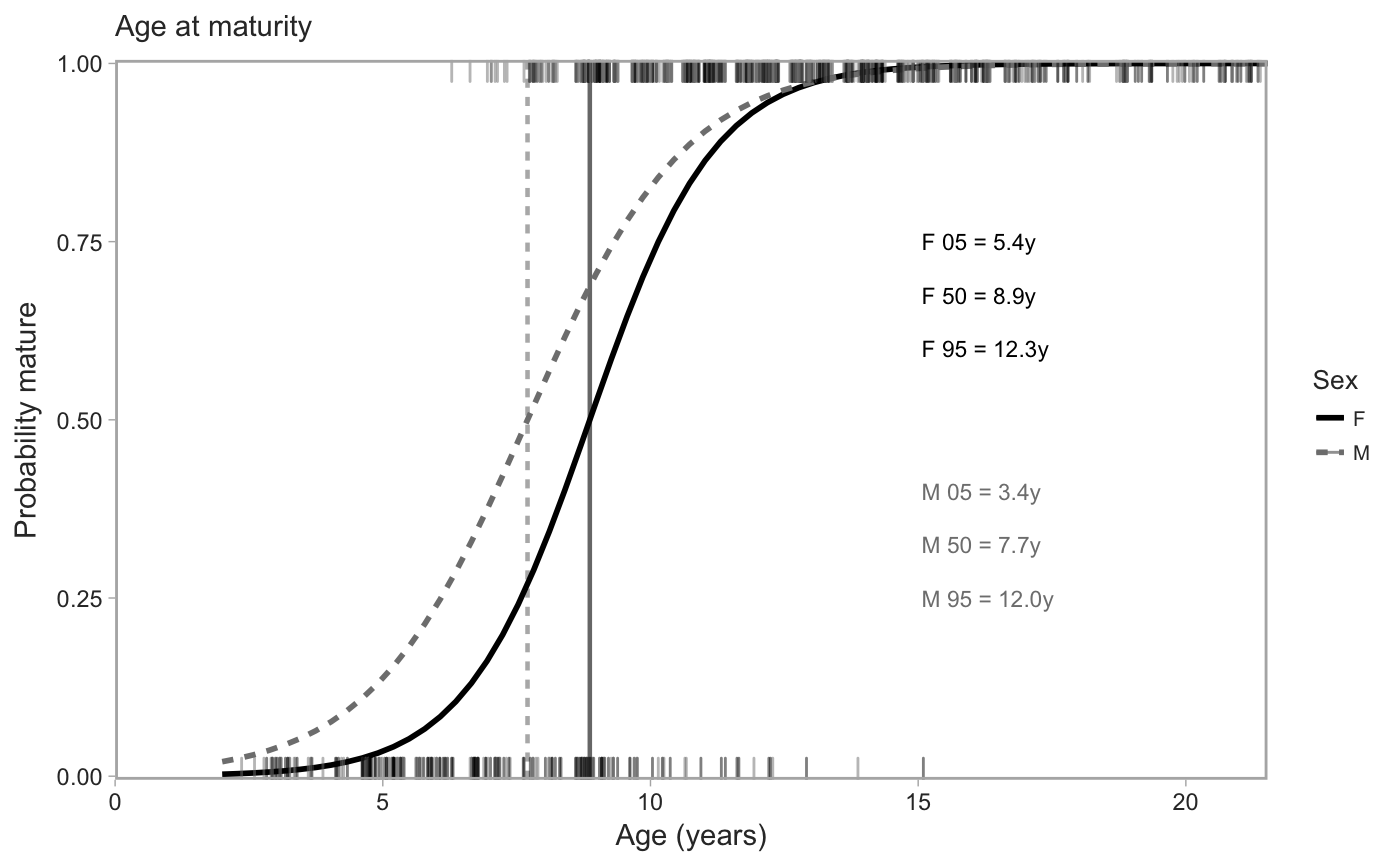 Age at maturity
1.00
0.75
0.50
0.25
0.00
Probability mature
0
5
10
15
20
Age (years)
F 05 = 5.4y
F 50 = 8.9y
F 95 = 12.3y
M 05 = 3.4y
M 50 = 7.7y
M 95 = 12.0y
Sex
F
M